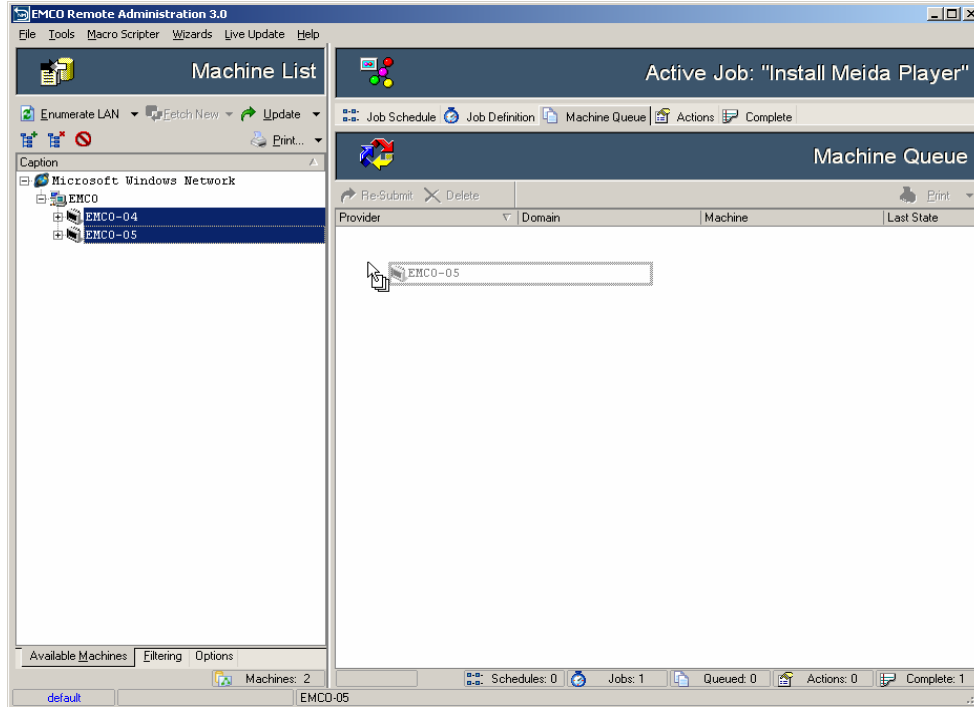 EMCO Remote Administration 3.0
File Tools Macro Scripter Wizards Live Update Help
Machine List
Active Job: "Install Meida Player"
Enumerate LAN Fetch New Update
Job Schedule Job Definition Machine Queue Actions Complete
Print...
Machine Queue
Caption
Microsoft Windows Network
Re-Submit Delete Print
EMCO
EMCO-04
Provider Domain Machine Last State
EMCO-05
EMCO-05
Available Machines Filtering Options
Machines: 2
Schedules: 0 Jobs: 1 Queued: 0 Actions: 0 Complete: 1
default EMCO-05